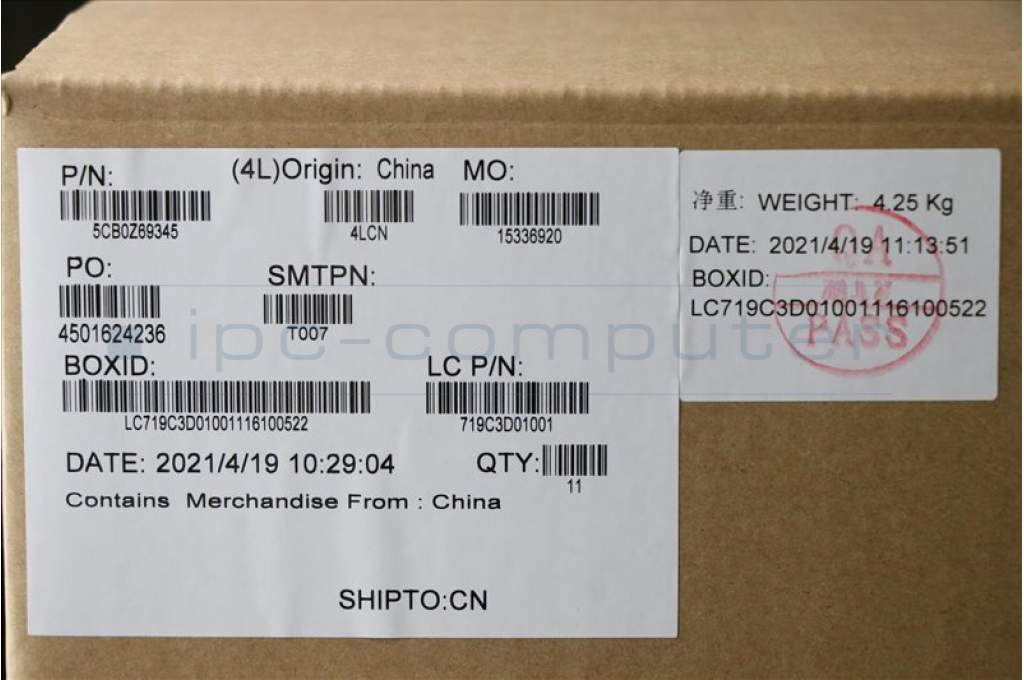 P/N:
5CB0Z69345
(4L)Origin: China
4LCN
MO:
15336920
PO:
4501624236
SMTPN:
T007
BOXID:
LC719C3D01001116100522
LC P/N:
719C3D01001
DATE: 2021/4/19 10:29:04
QTY:
11
Contains Merchandise From : China
SHIPTO:CN
净重: WEIGHT: 4.25 Kg
DATE: 2021/4/19 11:13:51
BOXID:
LC719C3D01001116100522
QA
PASS
ipc-computer